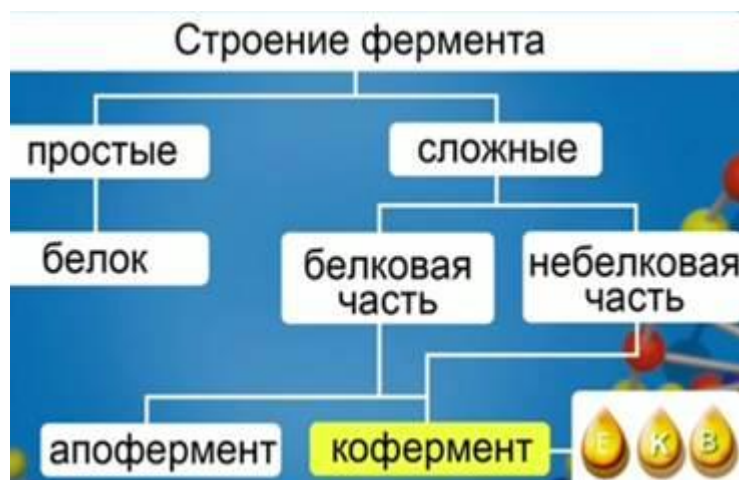 Строение фермента
простые
сложные
белок
белковая
часть
небелковая
часть
апофермент
кофермент
E K B